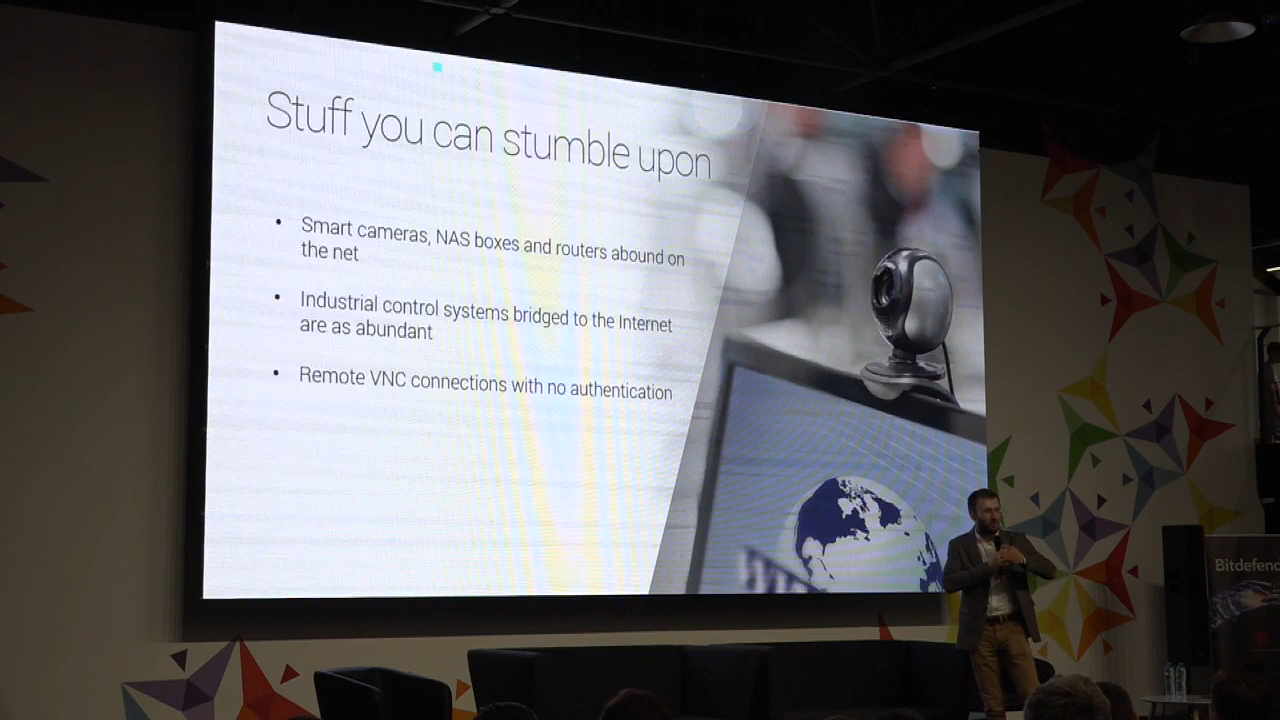 Stuff you can stumble upon
• Smart cameras, NAS boxes and routers abound on
the net
• Industrial control systems bridged to the Internet
are as abundant
• Remote VNC connections with no authentication